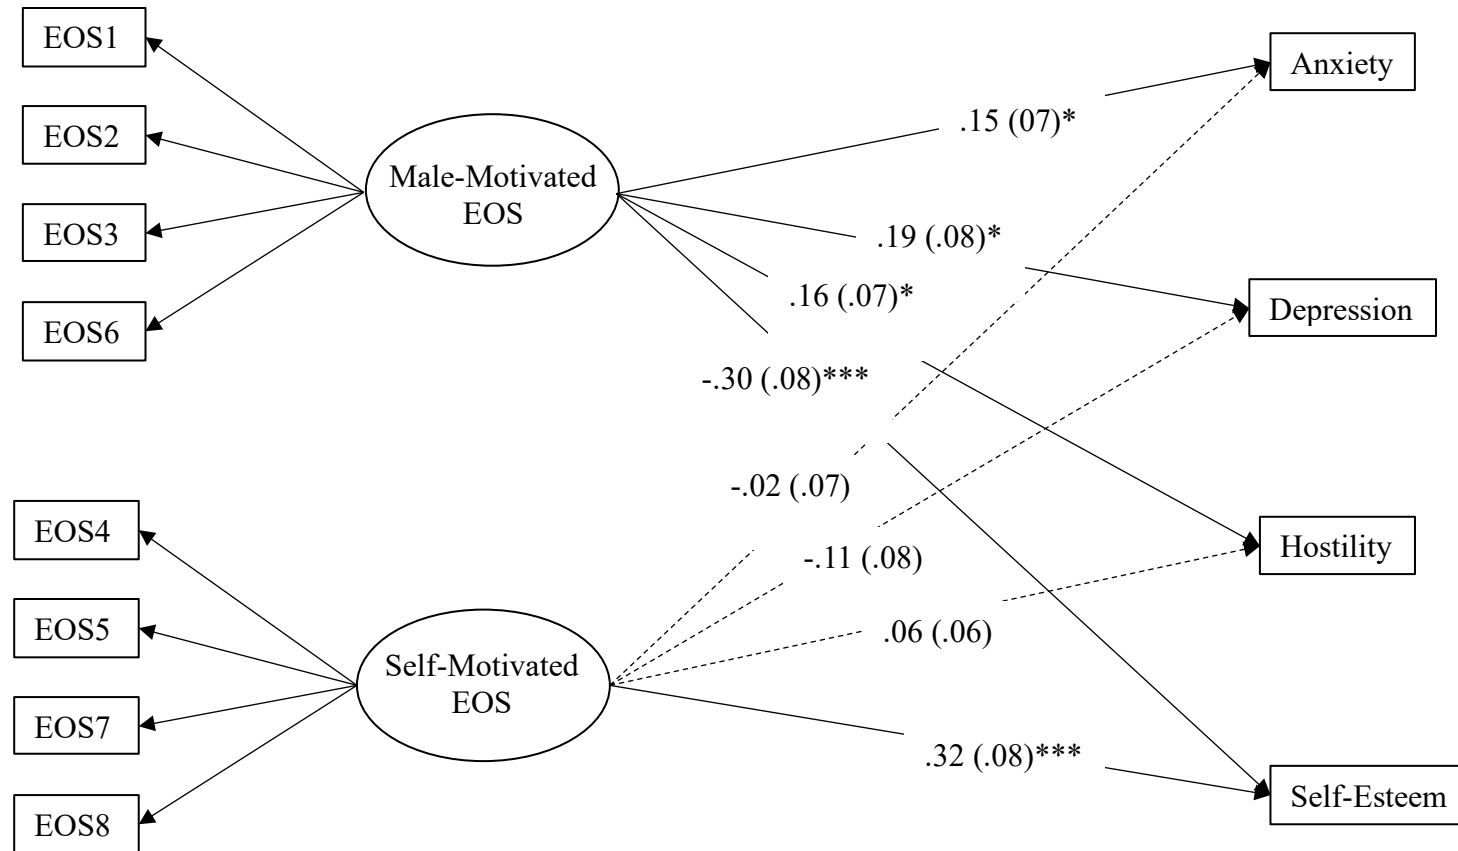 EOS1
EOS2
EOS3
EOS6
Male-Motivated
EOS
.15 (07)*
.19 (.08)*
.16 (.07)*
-.30 (.08)***
Anxiety
Depression
Hostility
Self-Esteem
EOS4
EOS5
EOS7
EOS8
Self-Motivated
EOS
-.02 (.07)
-.11 (.08)
.06 (.06)
.32 (.08)***